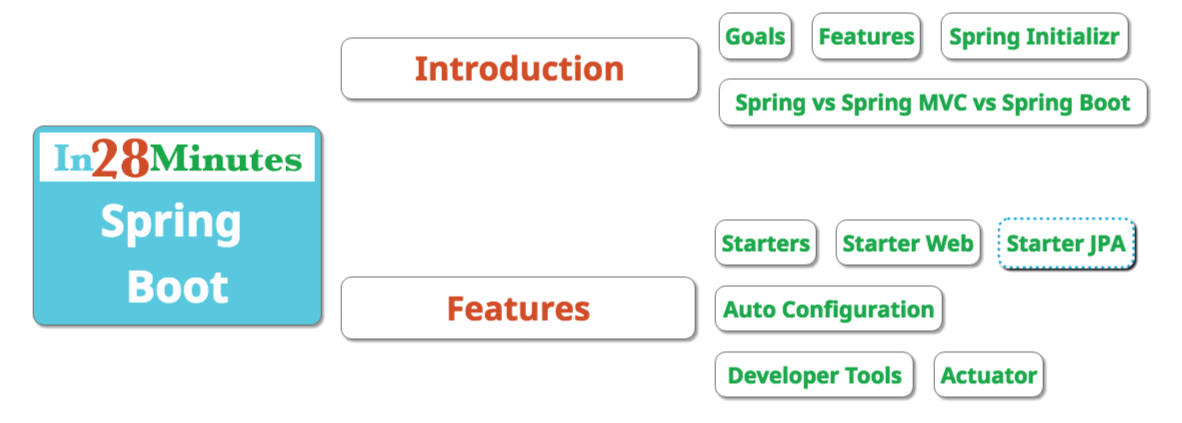 In28Minutes
Spring
Boot
Introduction
Goals
Features
Spring Initializr
Spring vs Spring MVC vs Spring Boot
Features
Starters
Starter Web
Starter JPA
Auto Configuration
Developer Tools
Actuator